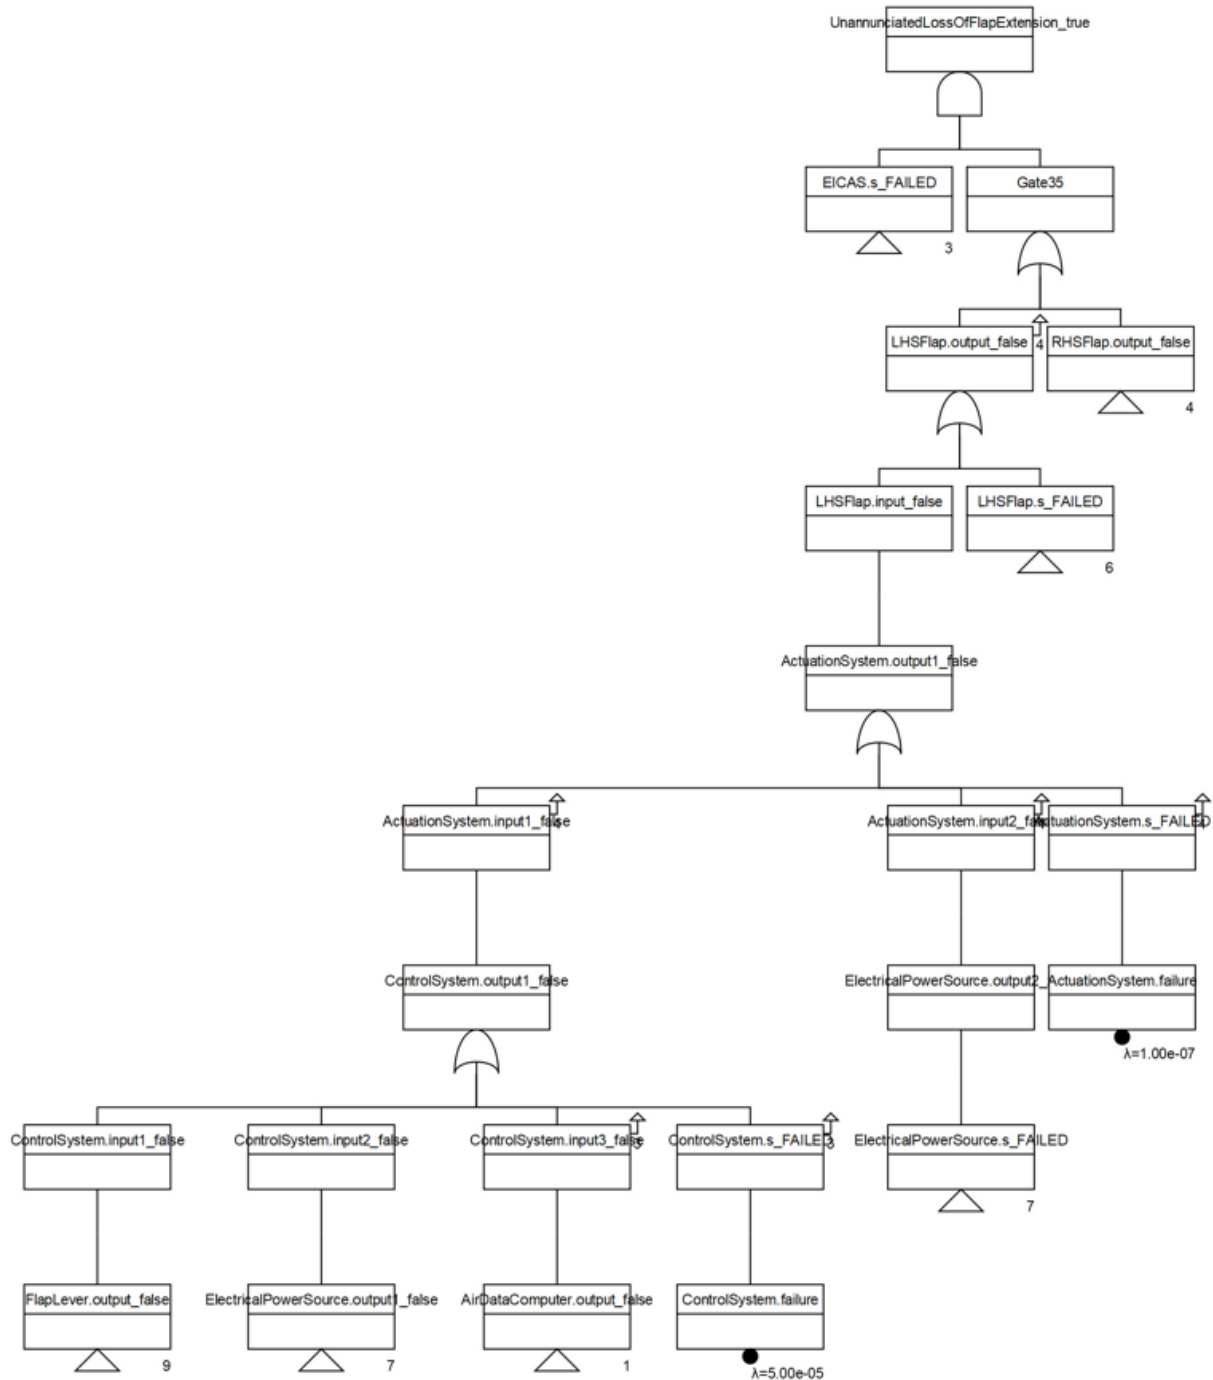 UnannunciatedLossOfFlapExtension_true
EICAS.s_FAILED
Gate35
3
LHSFlap.output_false
4
RHSFlap.output_false
4
LHSFlap.input_false
LHSFlap.s_FAILED
6
ActuationSystem.output1_false
ActuationSystem.input1_false
ActuationSystem.input2_false
ActuationSystem.s_FAILED
ControlSystem.output1_false
ElectricalPowerSource.output2_
ActuationSystem.failure
λ=1.00e-07
ControlSystem.input1_false
ControlSystem.input2_false
ControlSystem.input3_false
ControlSystem.s_FAILED
3
ElectricalPowerSource.s_FAILED
7
FlapLever.output_false
ElectricalPowerSource.output1_false
AirDataComputer.output_false
ControlSystem.failure
9
7
1
λ=5.00e-05